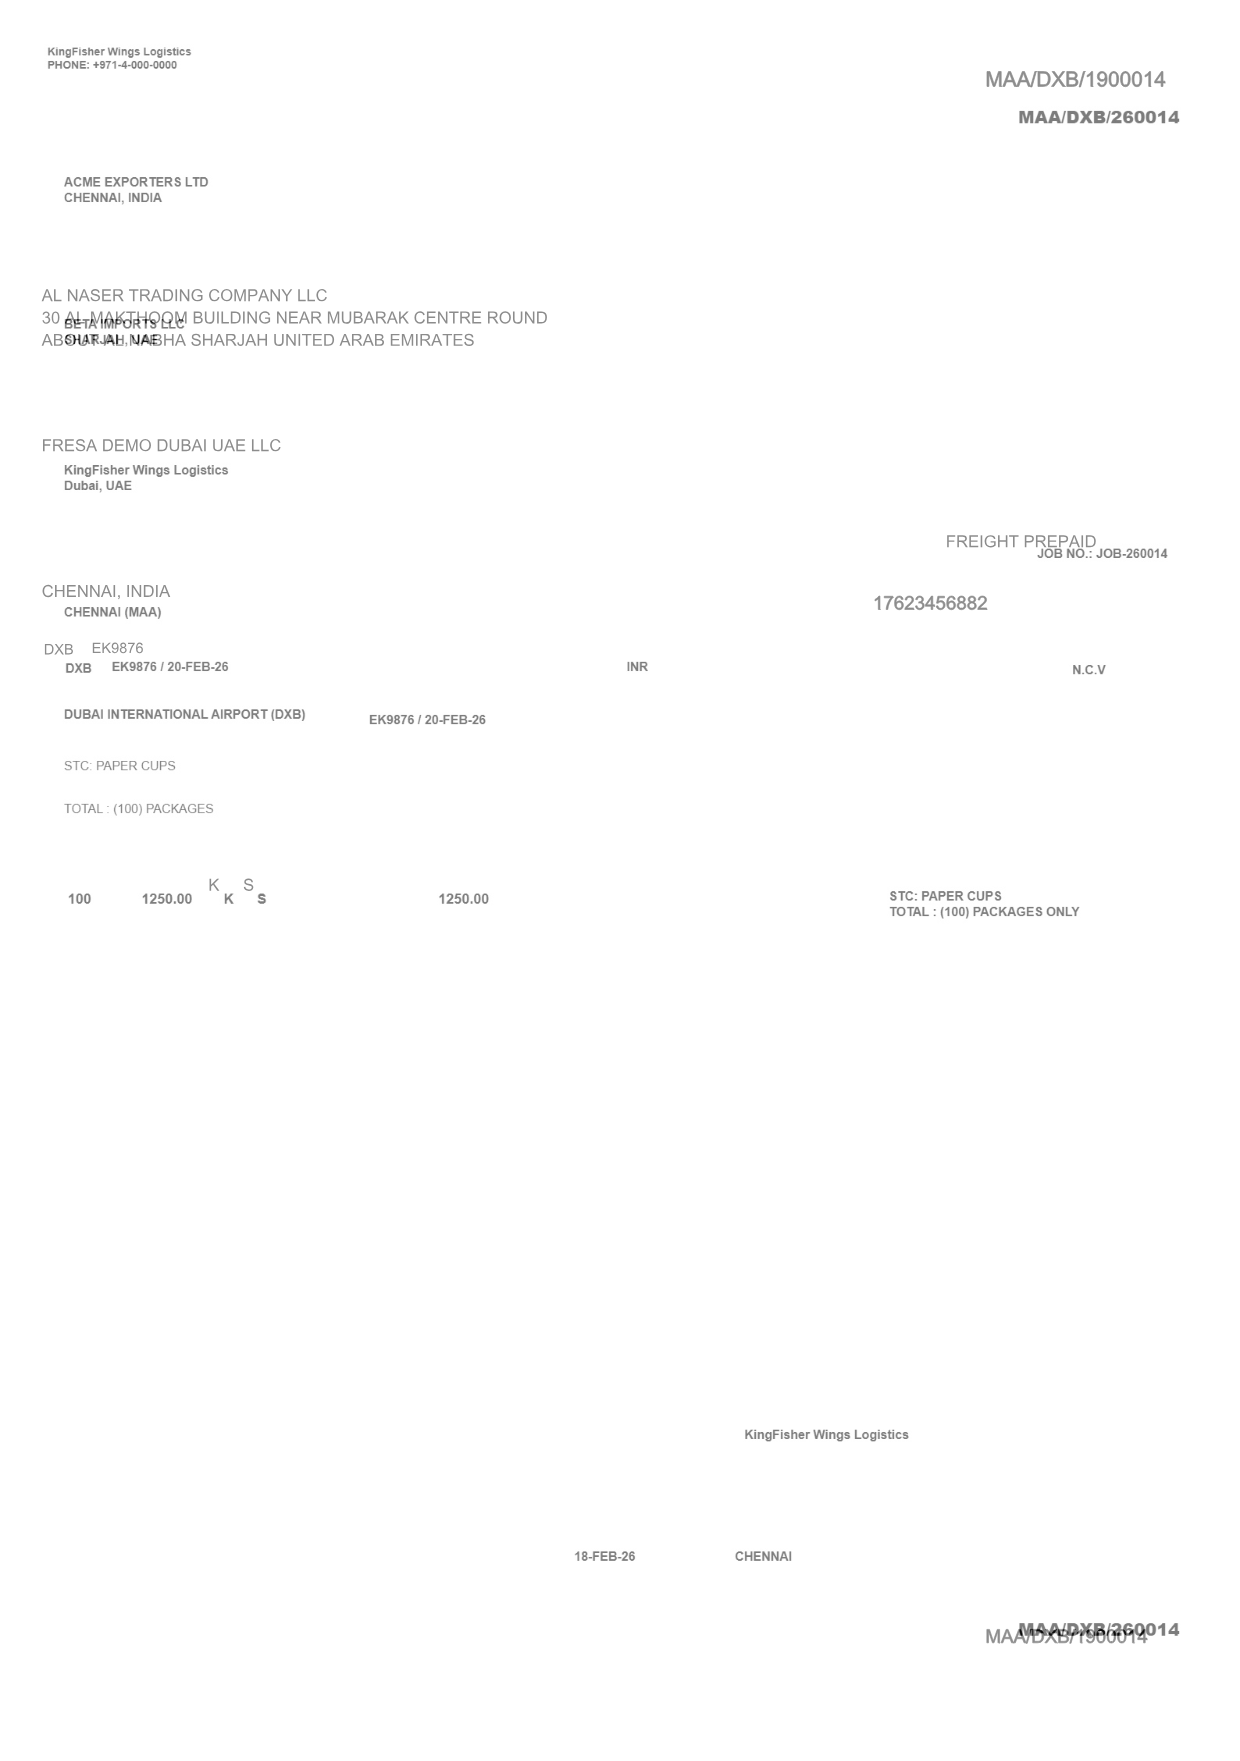 KingFisher Wings Logistics
PHONE: +971-4-000-0000
MAA/DXB/1900014
MAA/DXB/260014
ACME EXPORTERS LTD
CHENNAI, INDIA
AL NASER TRADING COMPANY LLC
30 AL MAKTHOOM BUILDING NEAR MUBARAK CENTRE ROUND
BETA IMPORTS LLC
ABOUT AL NABHA SHARJAH UNITED ARAB EMIRATES
SHARJAH, UAE
FRESA DEMO DUBAI UAE LLC
KingFisher Wings Logistics
Dubai, UAE
FREIGHT PREPAID
JOB NO.: JOB-260014
CHENNAI, INDIA
17623456882
CHENNAI (MAA)
DXB EK9876
DXB EK9876 / 20-FEB-26 INR N.C.V
DUBAI INTERNATIONAL AIRPORT (DXB) EK9876 / 20-FEB-26
STC: PAPER CUPS
TOTAL : (100) PACKAGES
K S
100 1250.00 K S 1250.00 STC: PAPER CUPS
TOTAL : (100) PACKAGES ONLY
KingFisher Wings Logistics
18-FEB-26 CHENNAI
MAA/DXB/260014
MAA/DXB/1900014